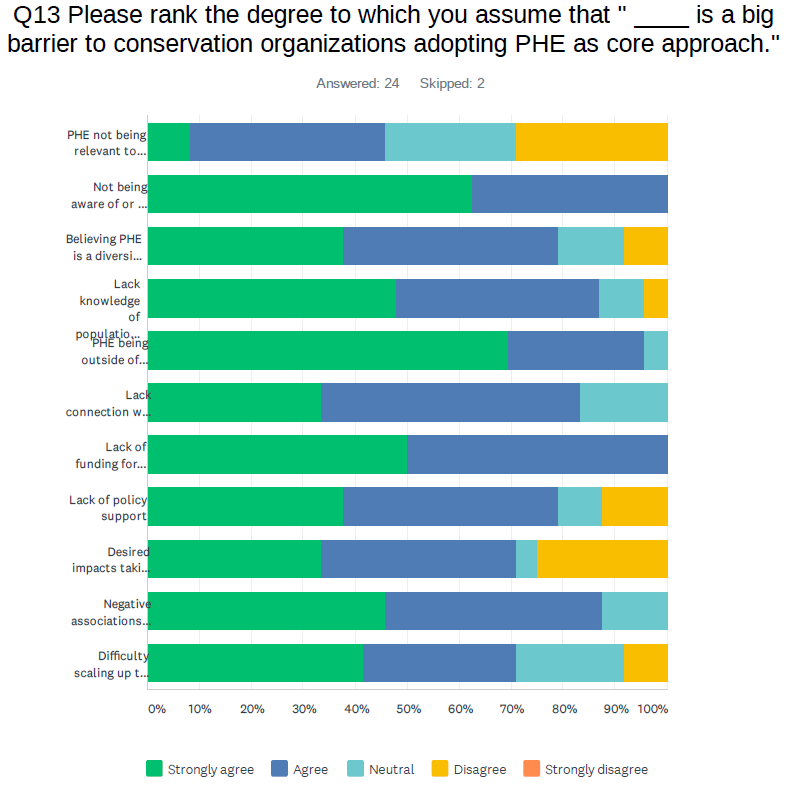 Q13 Please rank the degree to which you assume that " ____ is a big
barrier to conservation organizations adopting PHE as core approach."
Answered: 24 Skipped: 2
PHE not being
relevant to...
Not being
aware of or ...
Believing PHE
is a diversi...
Lack
knowledge
of
populatio...
PHE being
outside of...
Lack
connection w...
Lack of
funding for...
Lack of policy
support
Desired
impacts taki...
Negative
associations...
Difficulty
scaling up t...
0% 10% 20% 30% 40% 50% 60% 70% 80% 90% 100%
Strongly agree Agree Neutral Disagree Strongly disagree